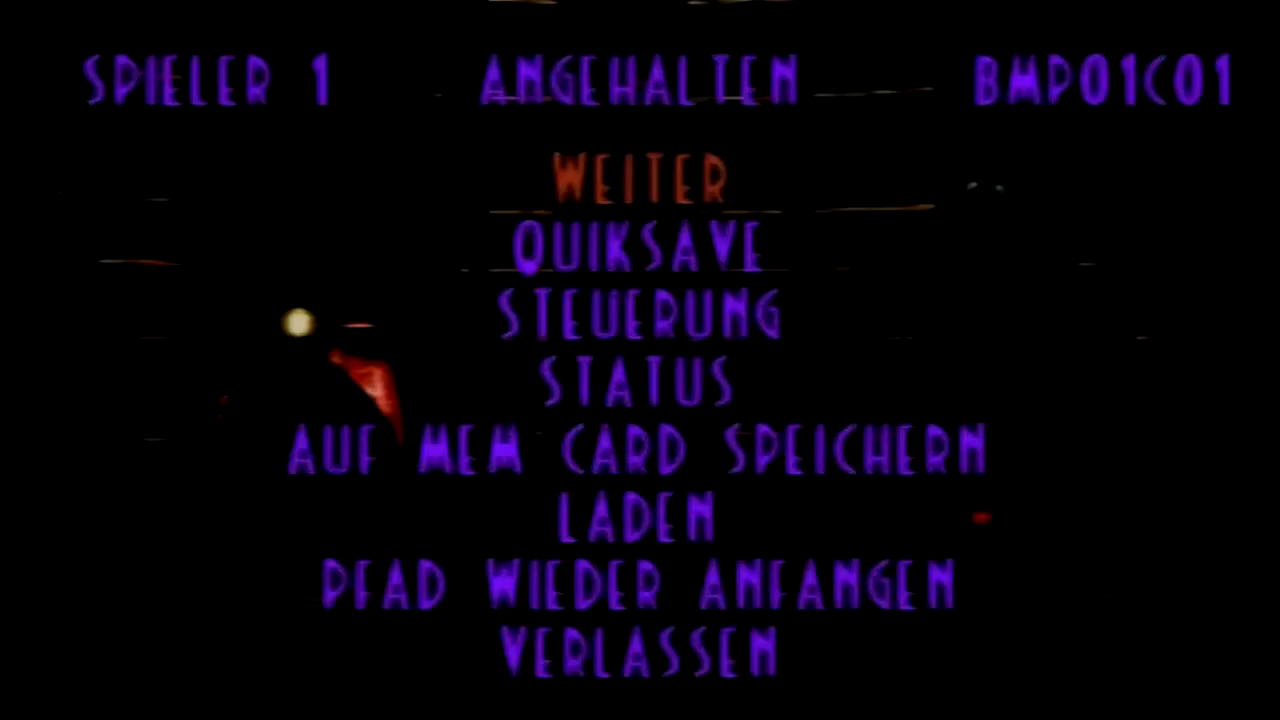 SPIELER 1 ANGEHALTEN BMP01C01
WEITER
QUIKSAVE
STEUERUNG
STATUS
AUF MEM CARD SPEICHERN
LADEN
PFAD WIEDER ANFANGEN
VERLASSEN